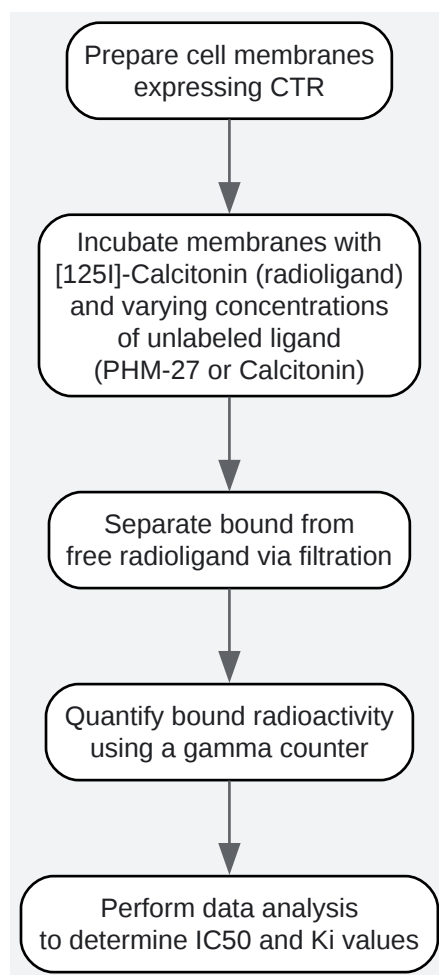 Prepare cell membranes
expressing CTR
Incubate membranes with
[125I]-Calcitonin (radioligand)
and varying concentrations
of unlabeled ligand
(PHM-27 or Calcitonin)
Separate bound from
free radioligand via filtration
Quantify bound radioactivity
using a gamma counter
Perform data analysis
to determine IC50 and Ki values